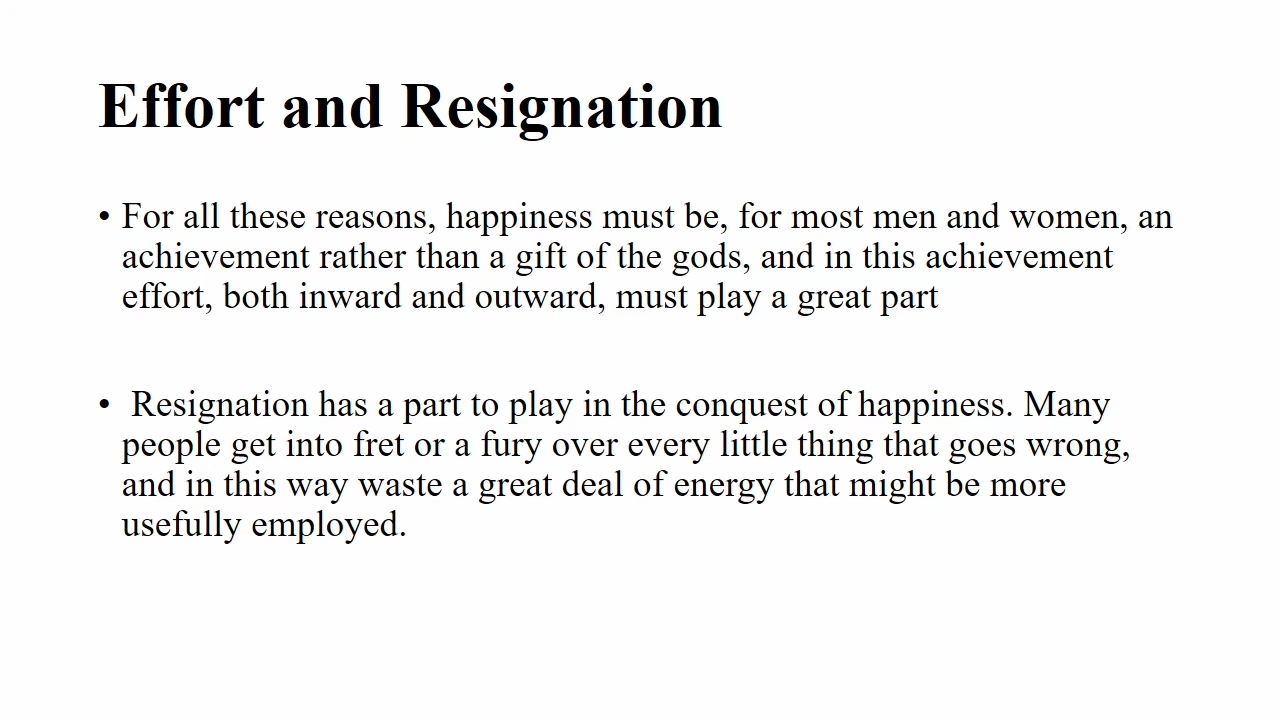 Effort and Resignation
• For all these reasons, happiness must be, for most men and women, an
achievement rather than a gift of the gods, and in this achievement
effort, both inward and outward, must play a great part
• Resignation has a part to play in the conquest of happiness. Many
people get into fret or a fury over every little thing that goes wrong,
and in this way waste a great deal of energy that might be more
usefully employed.